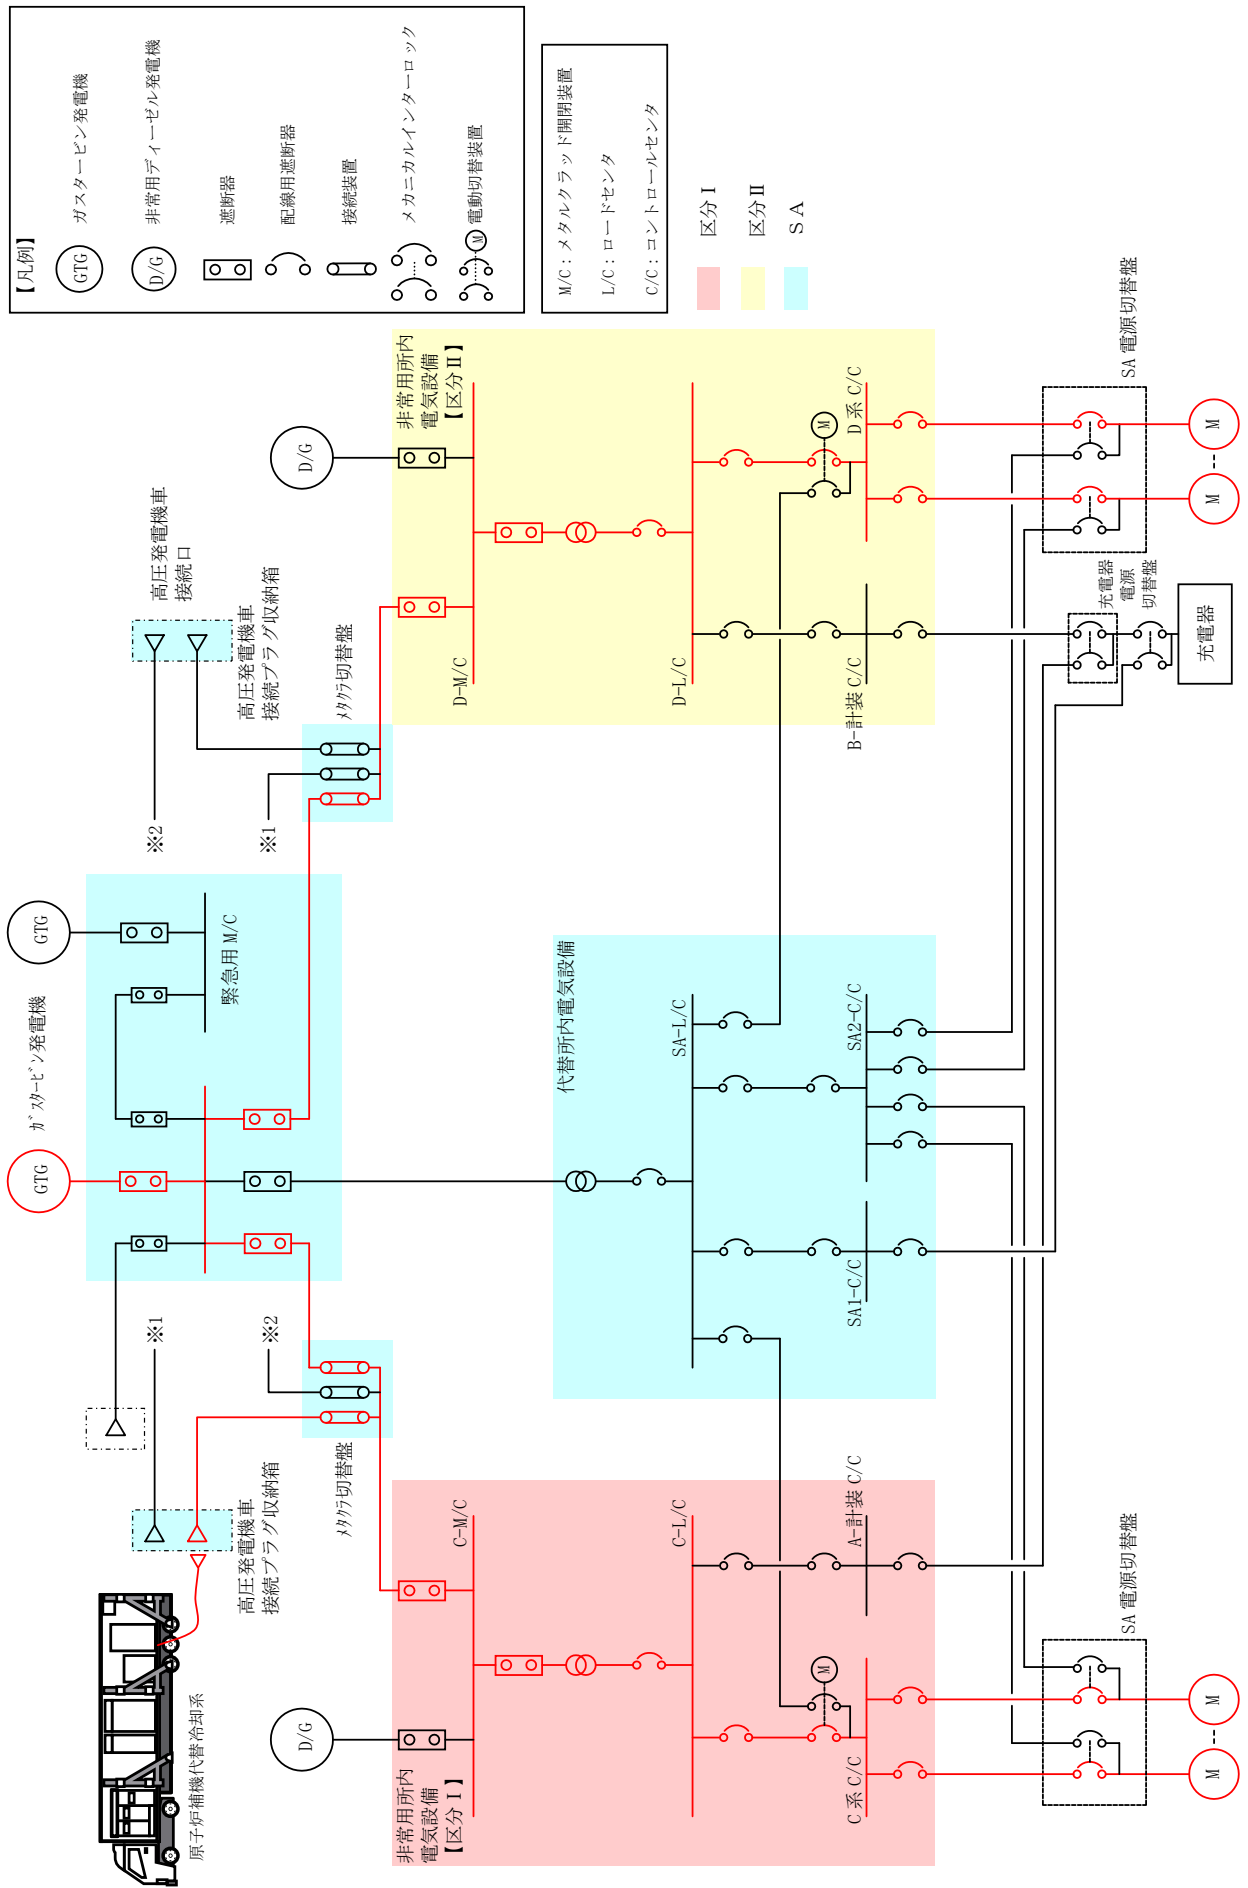 【凡例】
GTG
ガスタービン発電機
D/G
非常用ディーゼル発電機
遮断器
配線用遮断器
接続装置
メカニカルインターロック
M
電動切替装置
M/C：メタルクラッド開閉装置
L/C：ロードセンタ
C/C：コントロールセンタ
区分Ⅰ
区分Ⅱ
ＳＡ
原子炉補機代替冷却系
高圧発電機車
接続プラグ収納箱
※1
※2
メタクラ切替盤
ガスタービン発電機
GTG
GTG
緊急用M/C
※2
※1
高圧発電機車
接続口
高圧発電機車
接続プラグ収納箱
メタクラ切替盤
D/G
D/G
非常用所内
電気設備
【区分Ⅰ】
C-M/C
C-L/C
M
C系C/C
A-計装C/C
代替所内電気設備
SA-L/C
SA1-C/C
SA2-C/C
非常用所内
電気設備
【区分Ⅱ】
D-M/C
D-L/C
M
B-計装C/C
D系C/C
SA電源切替盤
M
M
充電器
電源
切替盤
充電器
SA電源切替盤
M
M